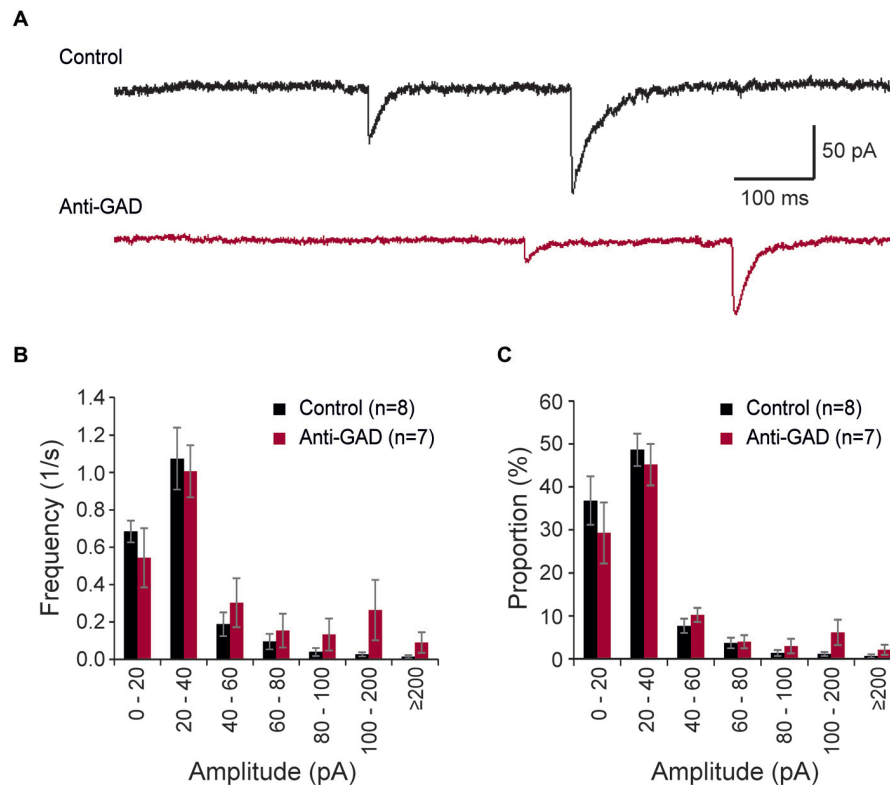 A
Control
50 pA
100 ms
Anti-GAD
B
1.4
1.2
1.0
0.8
0.6
0.4
0.2
0.0
Frequency (1/s)
Control (n=8)
Anti-GAD (n=7)
0 - 20
20 - 40
40 - 60
60 - 80
80 - 100
100 - 200
≥200
Amplitude (pA)
C
60
50
40
30
20
10
0
Proportion (%)
Control (n=8)
Anti-GAD (n=7)
0 - 20
20 - 40
40 - 60
60 - 80
80 - 100
100 - 200
≥200
Amplitude (pA)